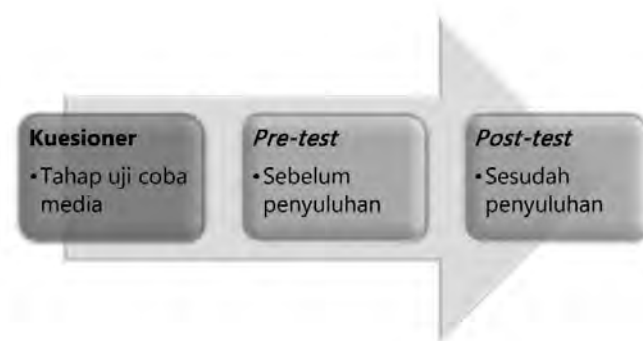 Kuesioner
• Tahap uji coba
media
Pre-test
• Sebelum
penyuluhan
Post-test
• Sesudah
penyuluhan